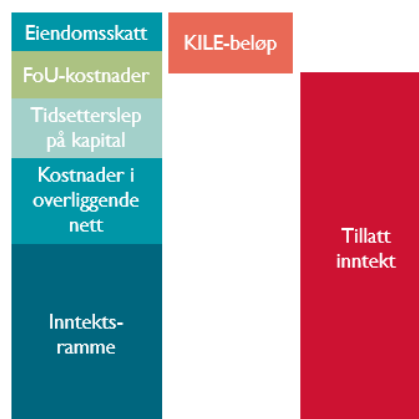 Eiendomsskatt
FoU-kostnader
Tidsetterslep
på kapital
Kostnader i
overliggende
nett
Inntekts-
ramme
KILE-beløp
Tillatt
inntekt